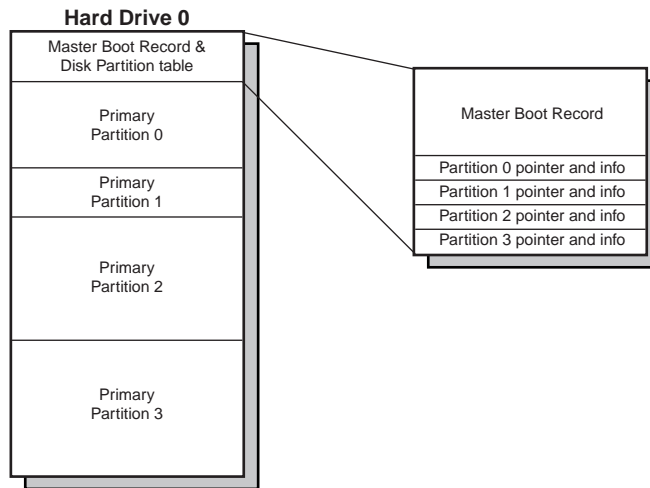 Hard Drive 0
Master Boot Record &
Disk Partition table
Primary
Partition 0
Primary
Partition 1
Primary
Partition 2
Primary
Partition 3
Master Boot Record
Partition 0 pointer and info
Partition 1 pointer and info
Partition 2 pointer and info
Partition 3 pointer and info